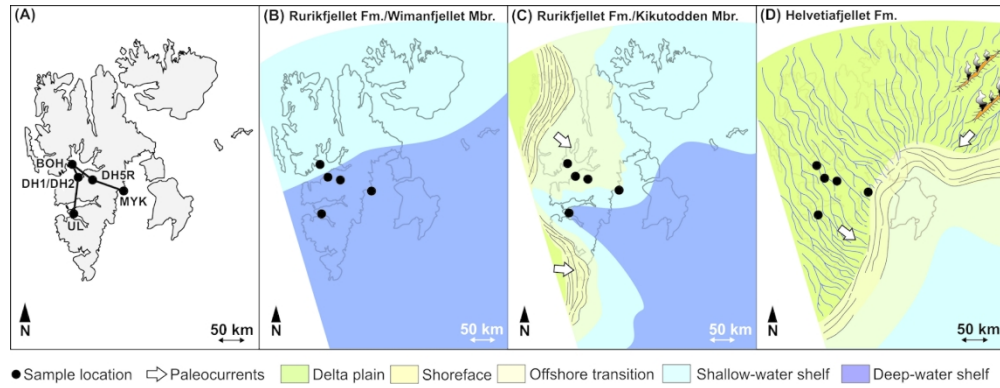 (A)
BOH
DH1/DH2
DH5R
MYK
UL
N
50 km
(B) Rurikfjellet Fm./Wimanfjellet Mbr.
N
50 km
(C) Rurikfjellet Fm./Kikutodden Mbr.
N
50 km
(D) Helvetiafjellet Fm.
N
50 km
Sample location Paleocurrents Delta plain Shoreface Offshore transition Shallow-water shelf Deep-water shelf